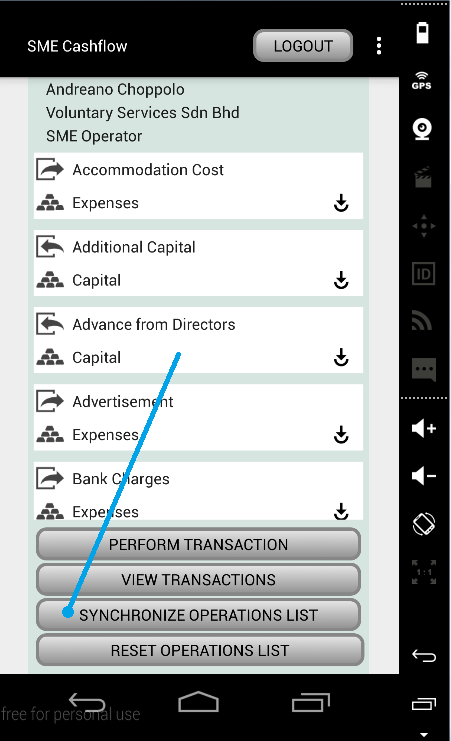 SME Cashflow
LOGOUT
GPS
Andreano Choppolo
Voluntary Services Sdn Bhd
SME Operator
Accommodation Cost
Expenses
Additional Capital
Capital
ID
Advance from Directors
Capital
Advertisement
Expenses
Bank Charges
Expenses
PERFORM TRANSACTION
VIEW TRANSACTIONS
1:1
SYNCHRONIZE OPERATIONS LIST
RESET OPERATIONS LIST
free for personal use